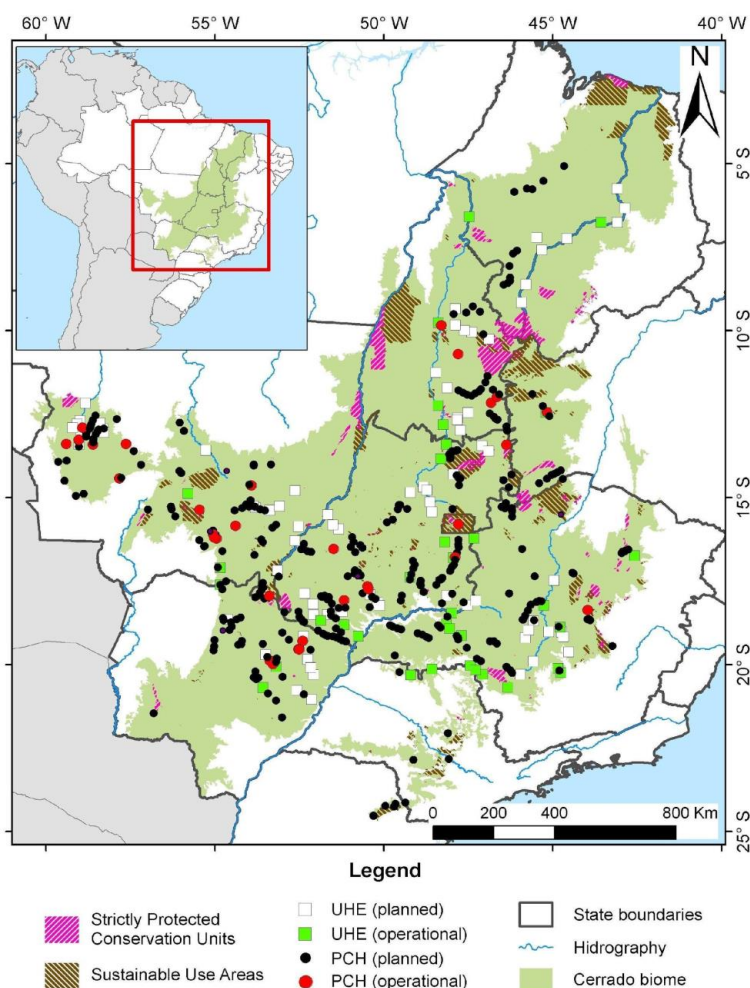 60° W
55° W
50° W
45° W
40° W
N
5°S
10°S
15°S
20°S
25°S
0 200 400 800 Km
Legend
Strictly Protected
Conservation Units
Sustainable Use Areas
UHE (planned)
UHE (operational)
PCH (planned)
PCH (operational)
State boundaries
Hidrography
Cerrado biome